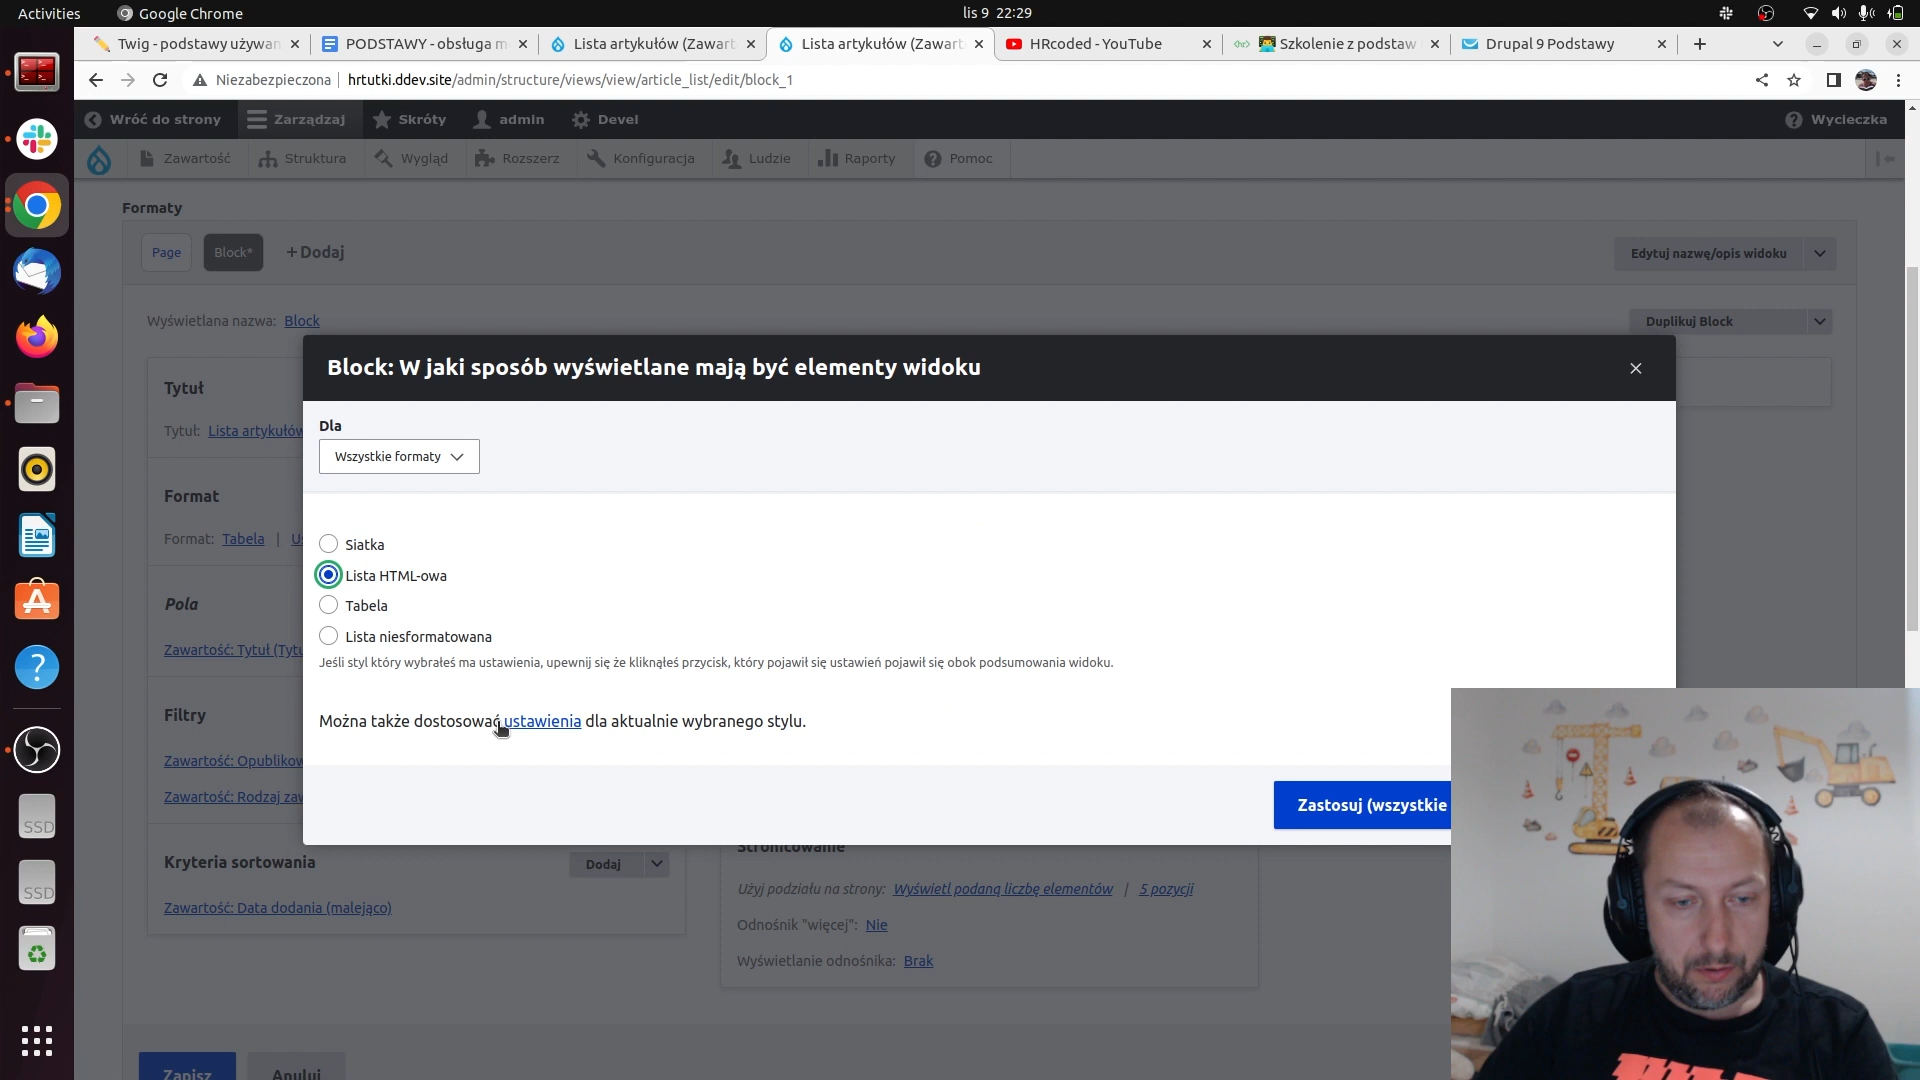 Activities
Google Chrome
lis 9 22:29
Twig - podstawy używan
PODSTAWY - obsługa m
Lista artykułów (Zawart
Lista artykułów (Zawart
HRcoded - YouTube
Szkolenie z podstaw
Drupal 9 Podstawy
Niezabezpieczona
hrtutki.ddev.site/admin/structure/views/view/article_list/edit/block_1
Wróć do strony
Zarządzaj
Skróty
admin
Devel
Wycieczka
Zawartość
Struktura
Wygląd
Rozszerz
Konfiguracja
Ludzie
Raporty
Pomoc
Formaty
Page
Block*
+ Dodaj
Edytuj nazwę/opis widoku
Wyświetlana nazwa: Block
Duplikuj Block
Block: W jaki sposób wyświetlane mają być elementy widoku
Tytuł
Tytuł: Lista artykułów
Format
Format: Tabela | Us
Pola
Zawartość: Tytuł (Tytu
Filtry
Zawartość: Opublikow
Zawartość: Rodzaj zaw
Dla
Wszystkie formaty
Siatka
Lista HTML-owa
Tabela
Lista niesformatowana
Jeśli styl który wybrałeś ma ustawienia, upewnij się że kliknąłeś przycisk, który pojawił się ustawień pojawił się obok podsumowania widoku.
Można także dostosować ustawienia dla aktualnie wybranego stylu.
Zastosuj (wszystkie
Kryteria sortowania
Dodaj
Zawartość: Data dodania (malejąco)
Stronicowanie
Użyj podziału na strony: Wyświetl podaną liczbę elementów | 5 pozycji
Odnośnik "więcej": Nie
Wyświetlanie odnośnika: Brak
Zapisz
Anuluj
SSD
SSD